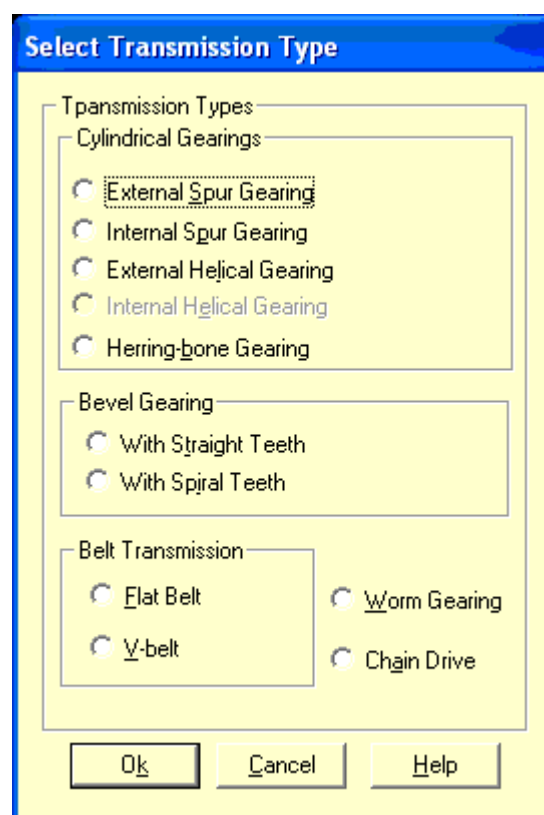 Select Transmission Type
Tpansmission Types
Cylindrical Gearings
External Spur Gearing
Internal Spur Gearing
External Helical Gearing
Internal Helical Gearing
Herring-bone Gearing
Bevel Gearing
With Straight Teeth
With Spiral Teeth
Belt Transmission
Flat Belt
Worm Gearing
V-belt
Chain Drive
Ok Cancel Help